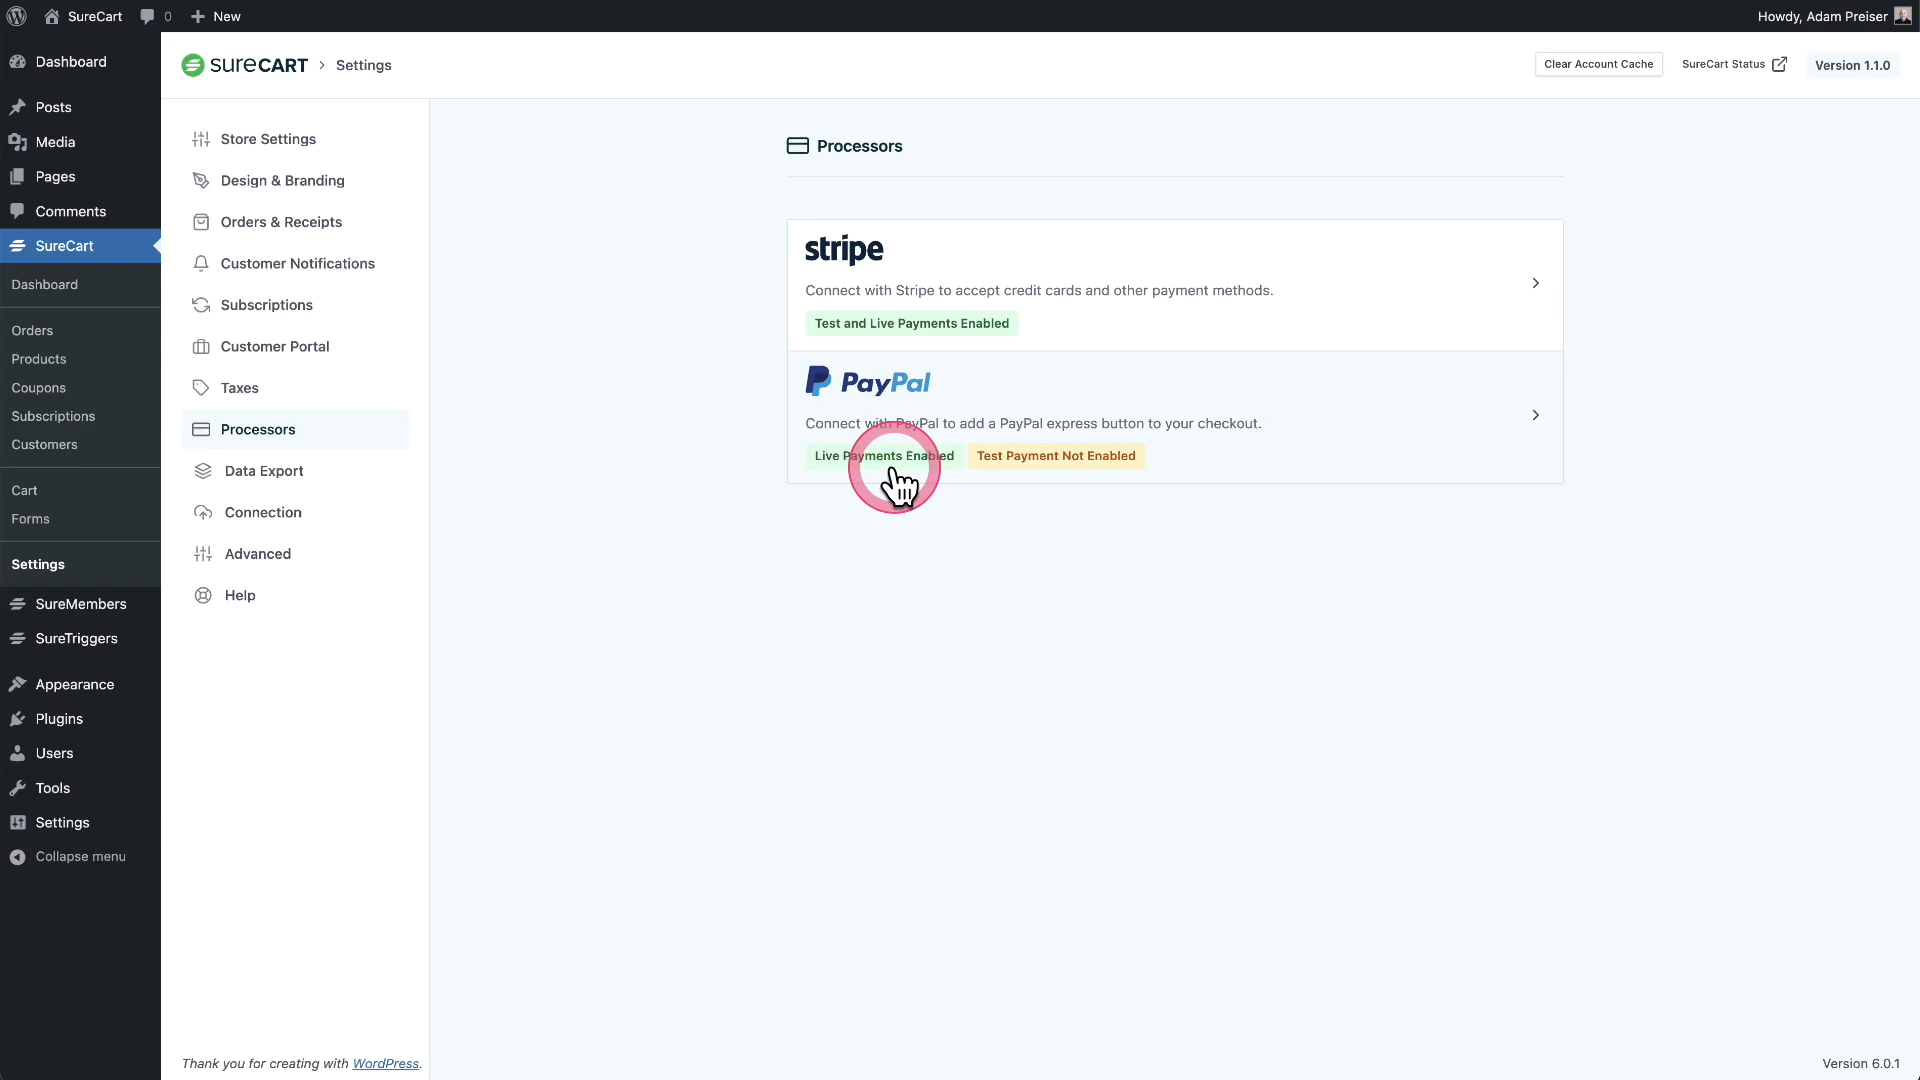 SureCart
0
New
Howdy, Adam Preiser
Dashboard
Posts
Media
Pages
Comments
SureCart
Dashboard
Orders
Products
Coupons
Subscriptions
Customers
Cart
Forms
Settings
SureMembers
SureTriggers
Appearance
Plugins
Users
Tools
Settings
Collapse menu
SURECART > Settings
Clear Account Cache
SureCart Status
Version 1.1.0
Store Settings
Design & Branding
Orders & Receipts
Customer Notifications
Subscriptions
Customer Portal
Taxes
Processors
Data Export
Connection
Advanced
Help
Processors
stripe
Connect with Stripe to accept credit cards and other payment methods.
Test and Live Payments Enabled
PayPal
Connect with PayPal to add a PayPal express button to your checkout.
Live Payments Enabled Test Payment Not Enabled
Thank you for creating with WordPress.
Version 6.0.1